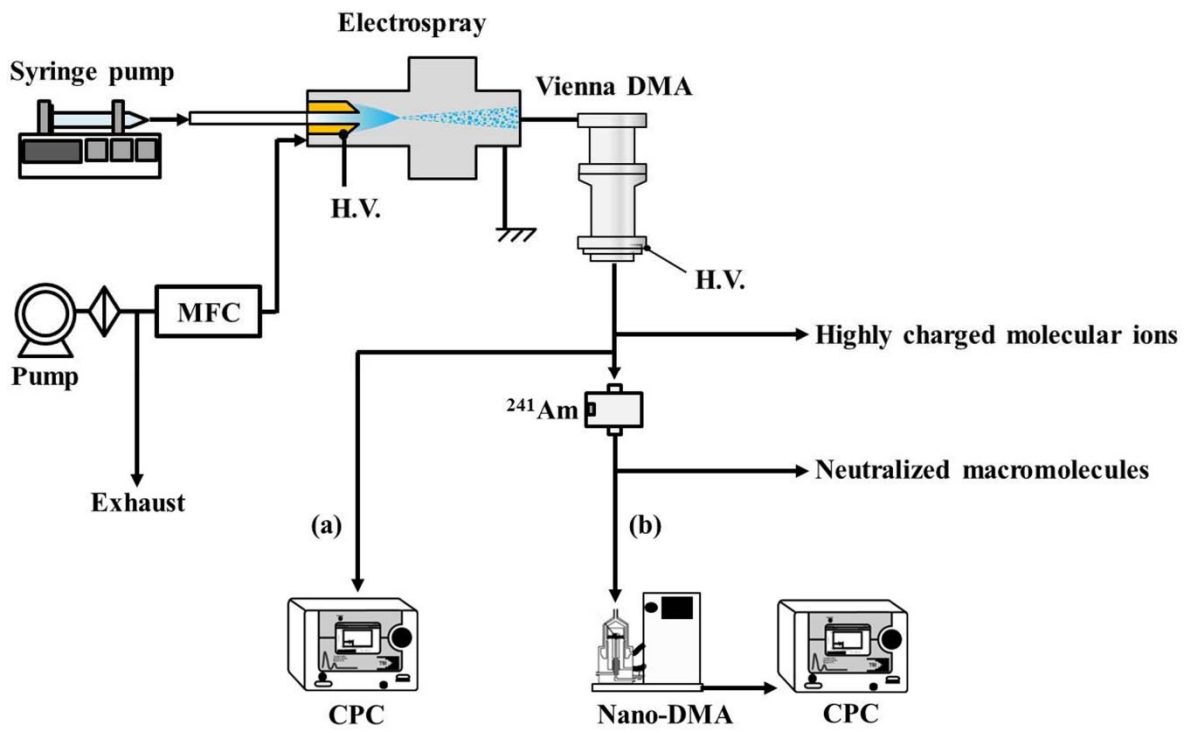 Electrospray
Syringe pump
Vienna DMA
H.V.
H.V.
MFC
Highly charged molecular ions
Pump
²⁴¹Am
Neutralized macromolecules
Exhaust
(a)
(b)
CPC
Nano-DMA
CPC